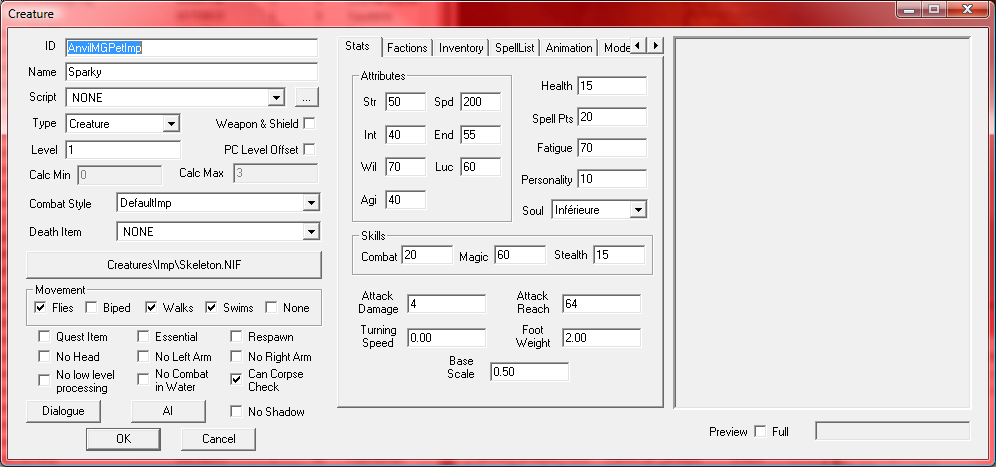 Creature
ID AnvilMGPetImp
Name Sparky
Script NONE ...
Type Creature Weapon & Shield
Level 1 PC Level Offset
Calc Min 0 Calc Max 3
Combat Style DefaultImp
Death Item NONE
Creatures\Imp\Skeleton.NIF
Movement
Flies Biped Walks Swims None
Quest Item Essential Respawn
No Head No Left Arm No Right Arm
No low level processing No Combat in Water Can Corpse Check
Dialogue AI No Shadow
OK Cancel
Stats Factions Inventory SpellList Animation Mode
Attributes
Str 50 Spd 200
Int 40 End 55
Wil 70 Luc 60
Agi 40
Health 15
Spell Pts 20
Fatigue 70
Personality 10
Soul Inférieure
Skills
Combat 20 Magic 60 Stealth 15
Attack Damage 4 Attack Reach 64
Turning Speed 0.00 Foot Weight 2.00
Base Scale 0.50
Preview Full